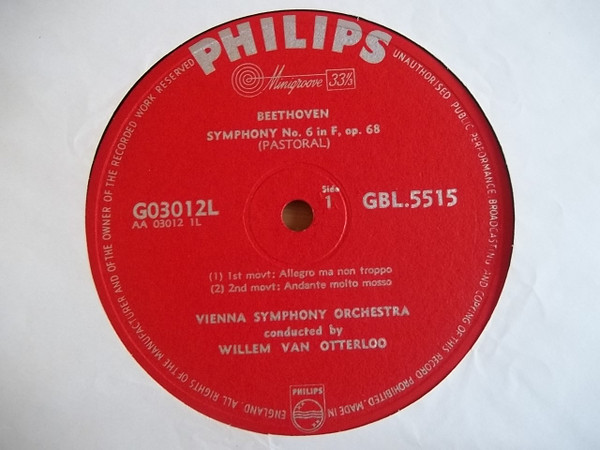 PHILIPS
Minigroove 33⅓
BEETHOVEN
SYMPHONY No. 6 in F, op. 68
(PASTORAL)
Side
1
G03012L
AA 03012 1L
GBL.5515
(1) 1st movt: Allegro ma non troppo
(2) 2nd movt: Andante molto mosso
VIENNA SYMPHONY ORCHESTRA
conducted by
WILLEM VAN OTTERLOO
PHILIPS
ALL RIGHTS OF THE MANUFACTURER AND OF THE OWNER OF THE RECORDED WORK RESERVED
UNAUTHORISED PUBLIC PERFORMANCE BROADCASTING AND COPYING OF THIS RECORD PROHIBITED. MADE IN ENGLAND.